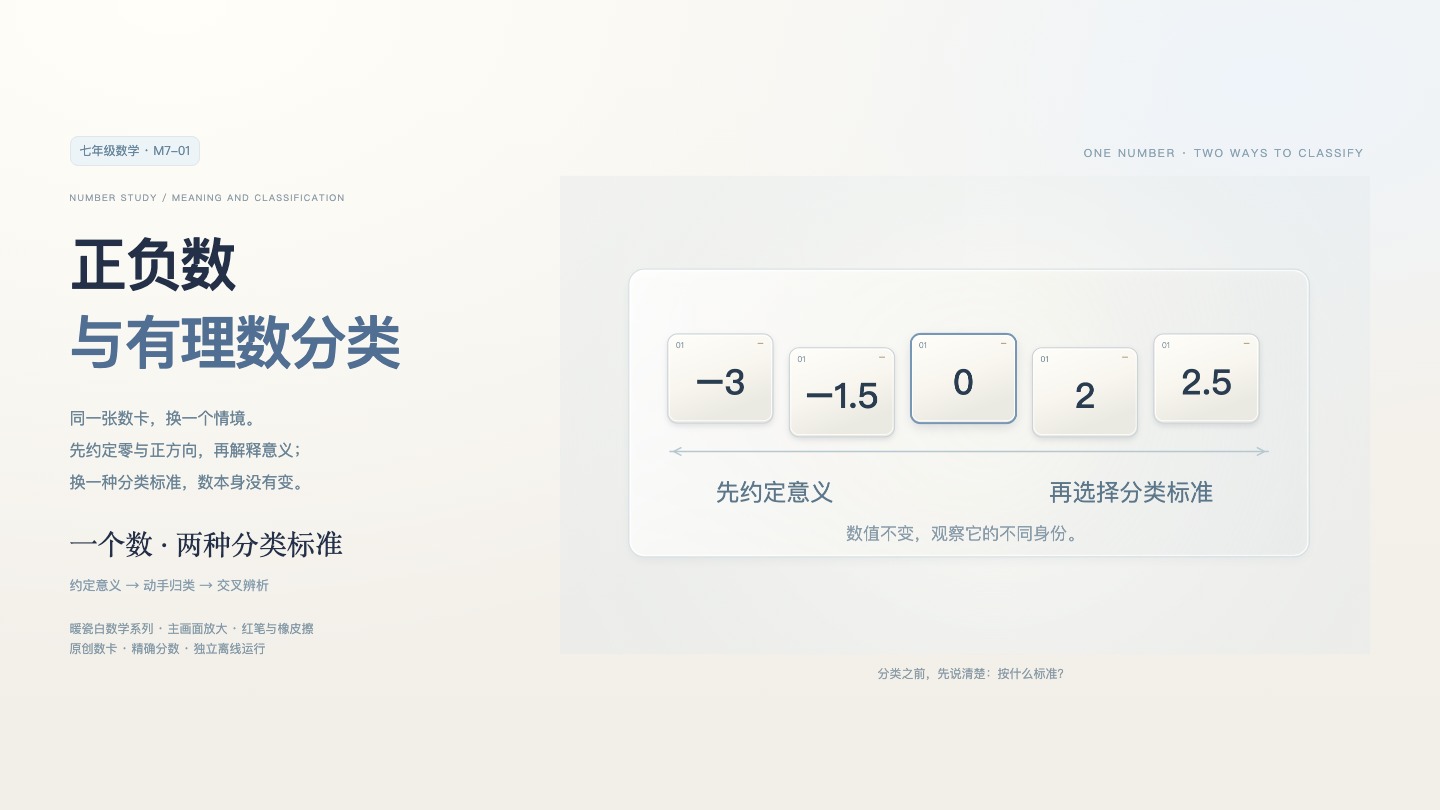 七年级数学 · M7–01
NUMBER STUDY / MEANING AND CLASSIFICATION
正负数
与有理数分类
同一张数卡，换一个情境。
先约定零与正方向，再解释意义；
换一种分类标准，数本身没有变。
一个数 · 两种分类标准
约定意义 → 动手归类 → 交叉辨析
暖瓷白数学系列 · 主画面放大 · 红笔与橡皮擦
原创数卡 · 精确分数 · 独立离线运行
ONE NUMBER · TWO WAYS TO CLASSIFY
01
−3
01
−1.5
01
0
01
2
01
2.5
先约定意义
再选择分类标准
数值不变，观察它的不同身份。
分类之前，先说清楚：按什么标准？